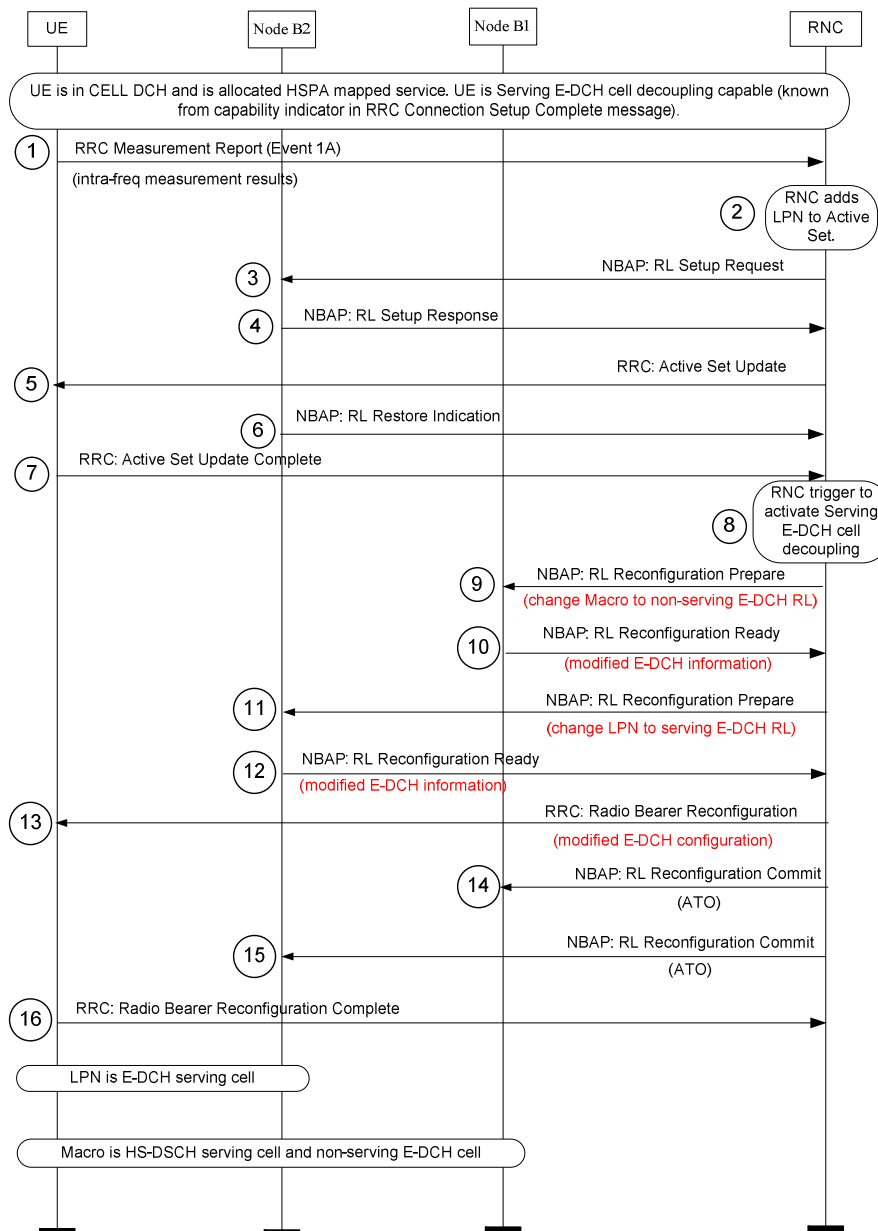 UE
Node B2
Node B1
RNC
UE is in CELL DCH and is allocated HSPA mapped service. UE is Serving E-DCH cell decoupling capable (known
from capability indicator in RRC Connection Setup Complete message).
1
RRC Measurement Report (Event 1A)
(intra-freq measurement results)
2
RNC adds
LPN to Active
Set.
3
NBAP: RL Setup Request
4
NBAP: RL Setup Response
5
RRC: Active Set Update
6
NBAP: RL Restore Indication
7
RRC: Active Set Update Complete
8
RNC trigger to
activate Serving
E-DCH cell
decoupling
9
NBAP: RL Reconfiguration Prepare
(change Macro to non-serving E-DCH RL)
10
NBAP: RL Reconfiguration Ready
(modified E-DCH information)
11
NBAP: RL Reconfiguration Prepare
(change LPN to serving E-DCH RL)
12
NBAP: RL Reconfiguration Ready
(modified E-DCH information)
13
RRC: Radio Bearer Reconfiguration
(modified E-DCH configuration)
14
NBAP: RL Reconfiguration Commit
(ATO)
15
NBAP: RL Reconfiguration Commit
(ATO)
16
RRC: Radio Bearer Reconfiguration Complete
LPN is E-DCH serving cell
Macro is HS-DSCH serving cell and non-serving E-DCH cell